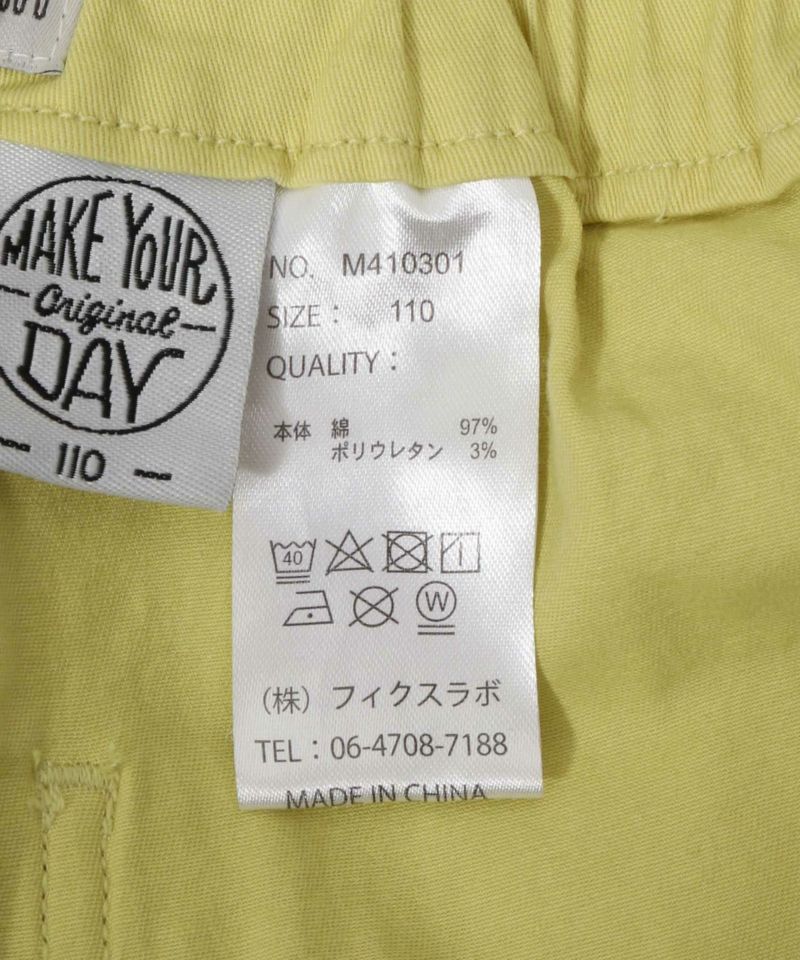 MAKE YOUR
Original
DAY
110
NO. M410301
SIZE : 110
QUALITY :
本体 綿 97%
ポリウレタン 3%
40
W
(株) フィクスラボ
TEL : 06-4708-7188
MADE IN CHINA